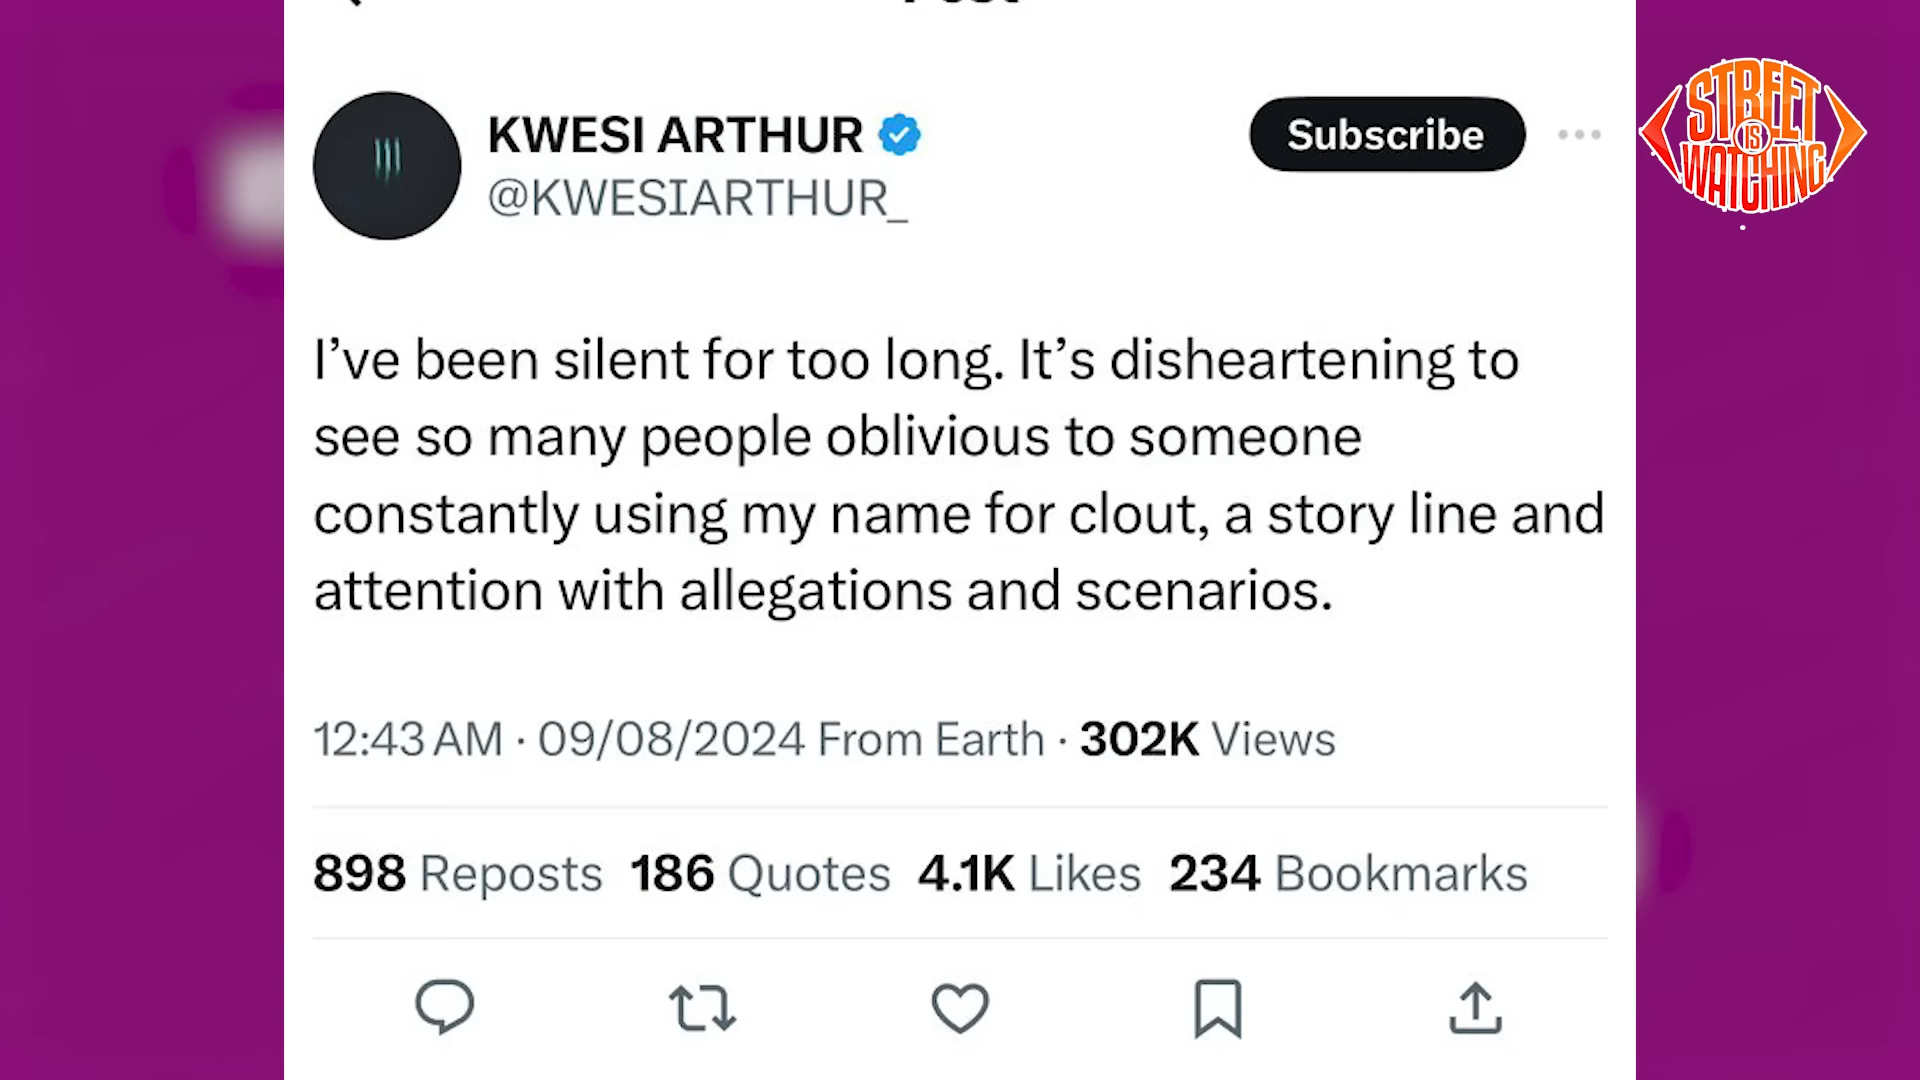 KWESI ARTHUR
@KWESIARTHUR_
Subscribe
STREET
IS
WATCHING
I’ve been silent for too long. It’s disheartening to
see so many people oblivious to someone
constantly using my name for clout, a story line and
attention with allegations and scenarios.
12:43 AM · 09/08/2024 From Earth · 302K Views
898 Reposts 186 Quotes 4.1K Likes 234 Bookmarks